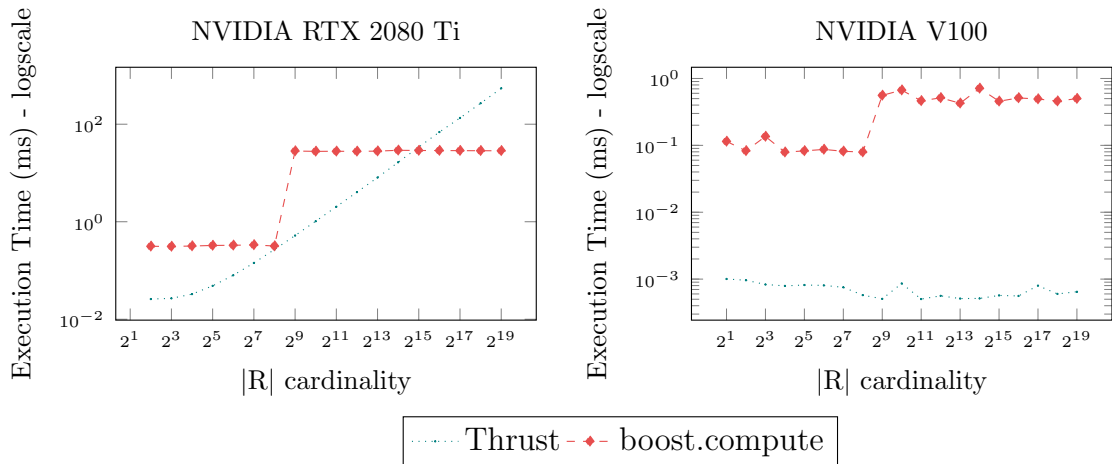 NVIDIA RTX 2080 Ti
Execution Time (ms) - logscale
10^2
10^0
10^−2
2^1 2^3 2^5 2^7 2^9 2^11 2^13 2^15 2^17 2^19
|R| cardinality
NVIDIA V100
Execution Time (ms) - logscale
10^0
10^−1
10^−2
10^−3
2^1 2^3 2^5 2^7 2^9 2^11 2^13 2^15 2^17 2^19
|R| cardinality
Thrust boost.compute